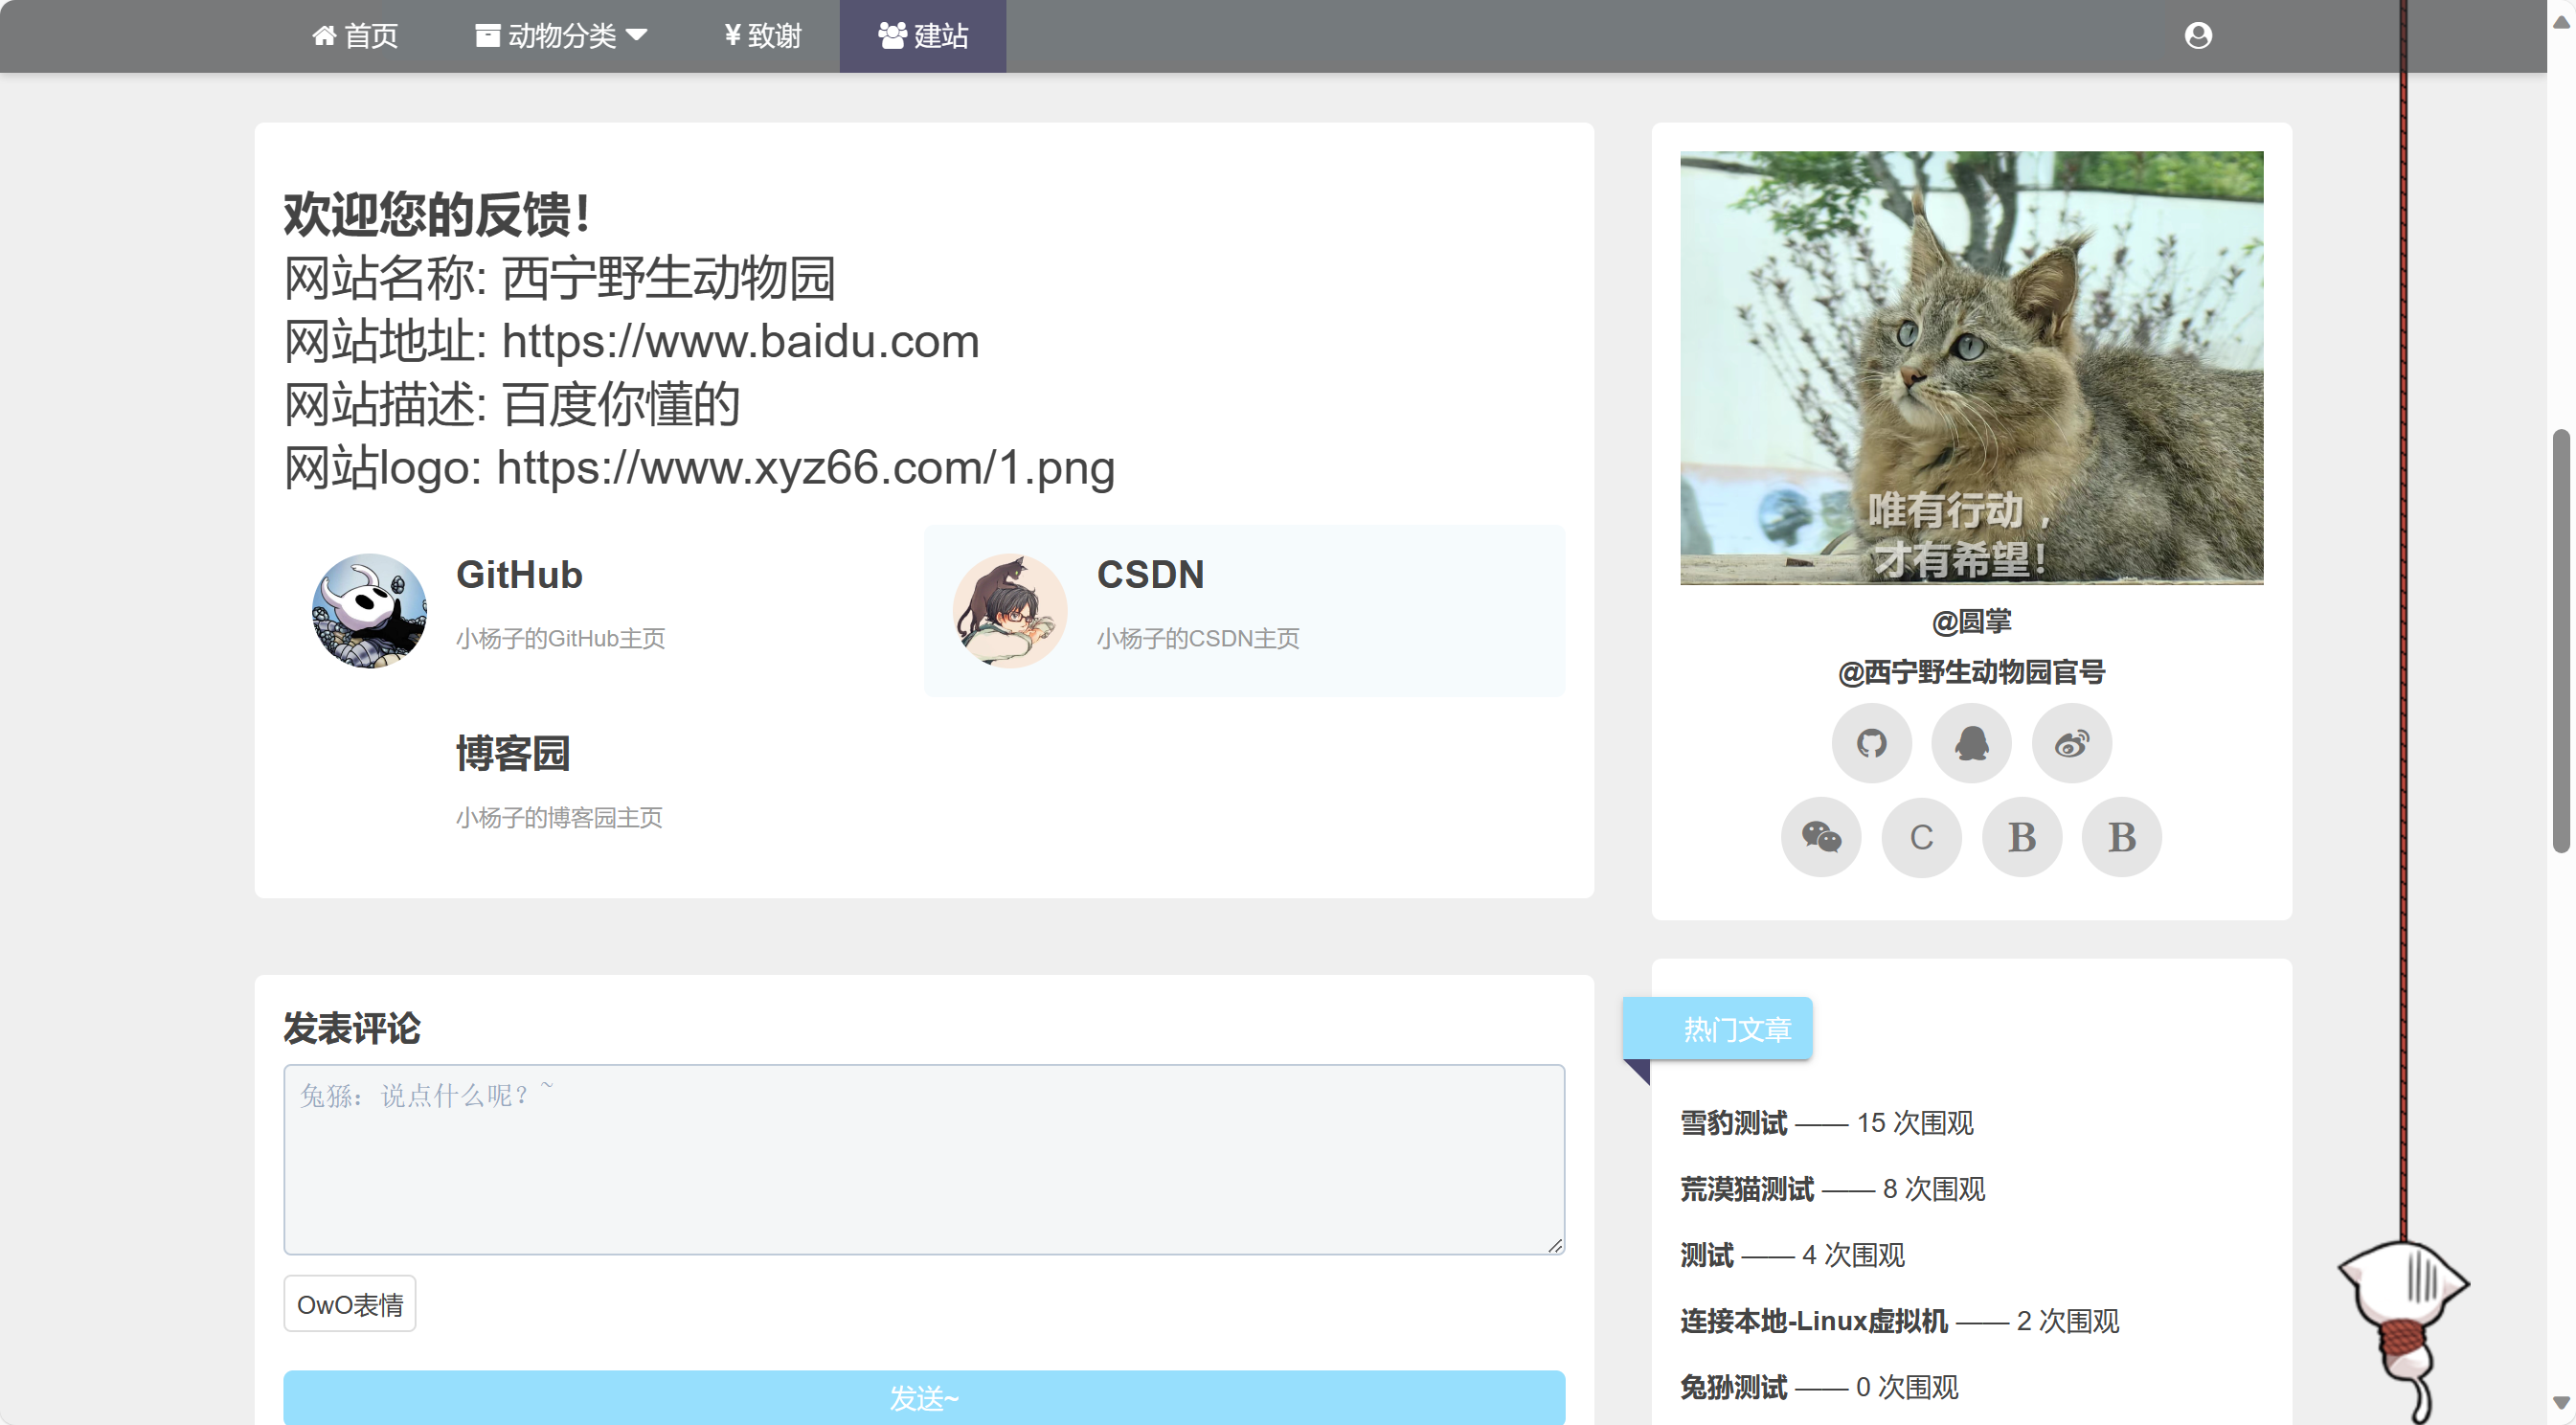 首页
动物分类
¥ 致谢
建站
欢迎您的反馈！
网站名称: 西宁野生动物园
网站地址: https://www.baidu.com
网站描述: 百度你懂的
网站logo: https://www.xyz66.com/1.png
GitHub
小杨子的GitHub主页
CSDN
小杨子的CSDN主页
博客园
小杨子的博客园主页
发表评论
兔狲：说点什么呢？~
OwO表情
发送~
唯有行动，
才有希望！
@圆掌
@西宁野生动物园官号
C
B
B
热门文章
雪豹测试 —— 15 次围观
荒漠猫测试 —— 8 次围观
测试 —— 4 次围观
连接本地-Linux虚拟机 —— 2 次围观
兔狲测试 —— 0 次围观